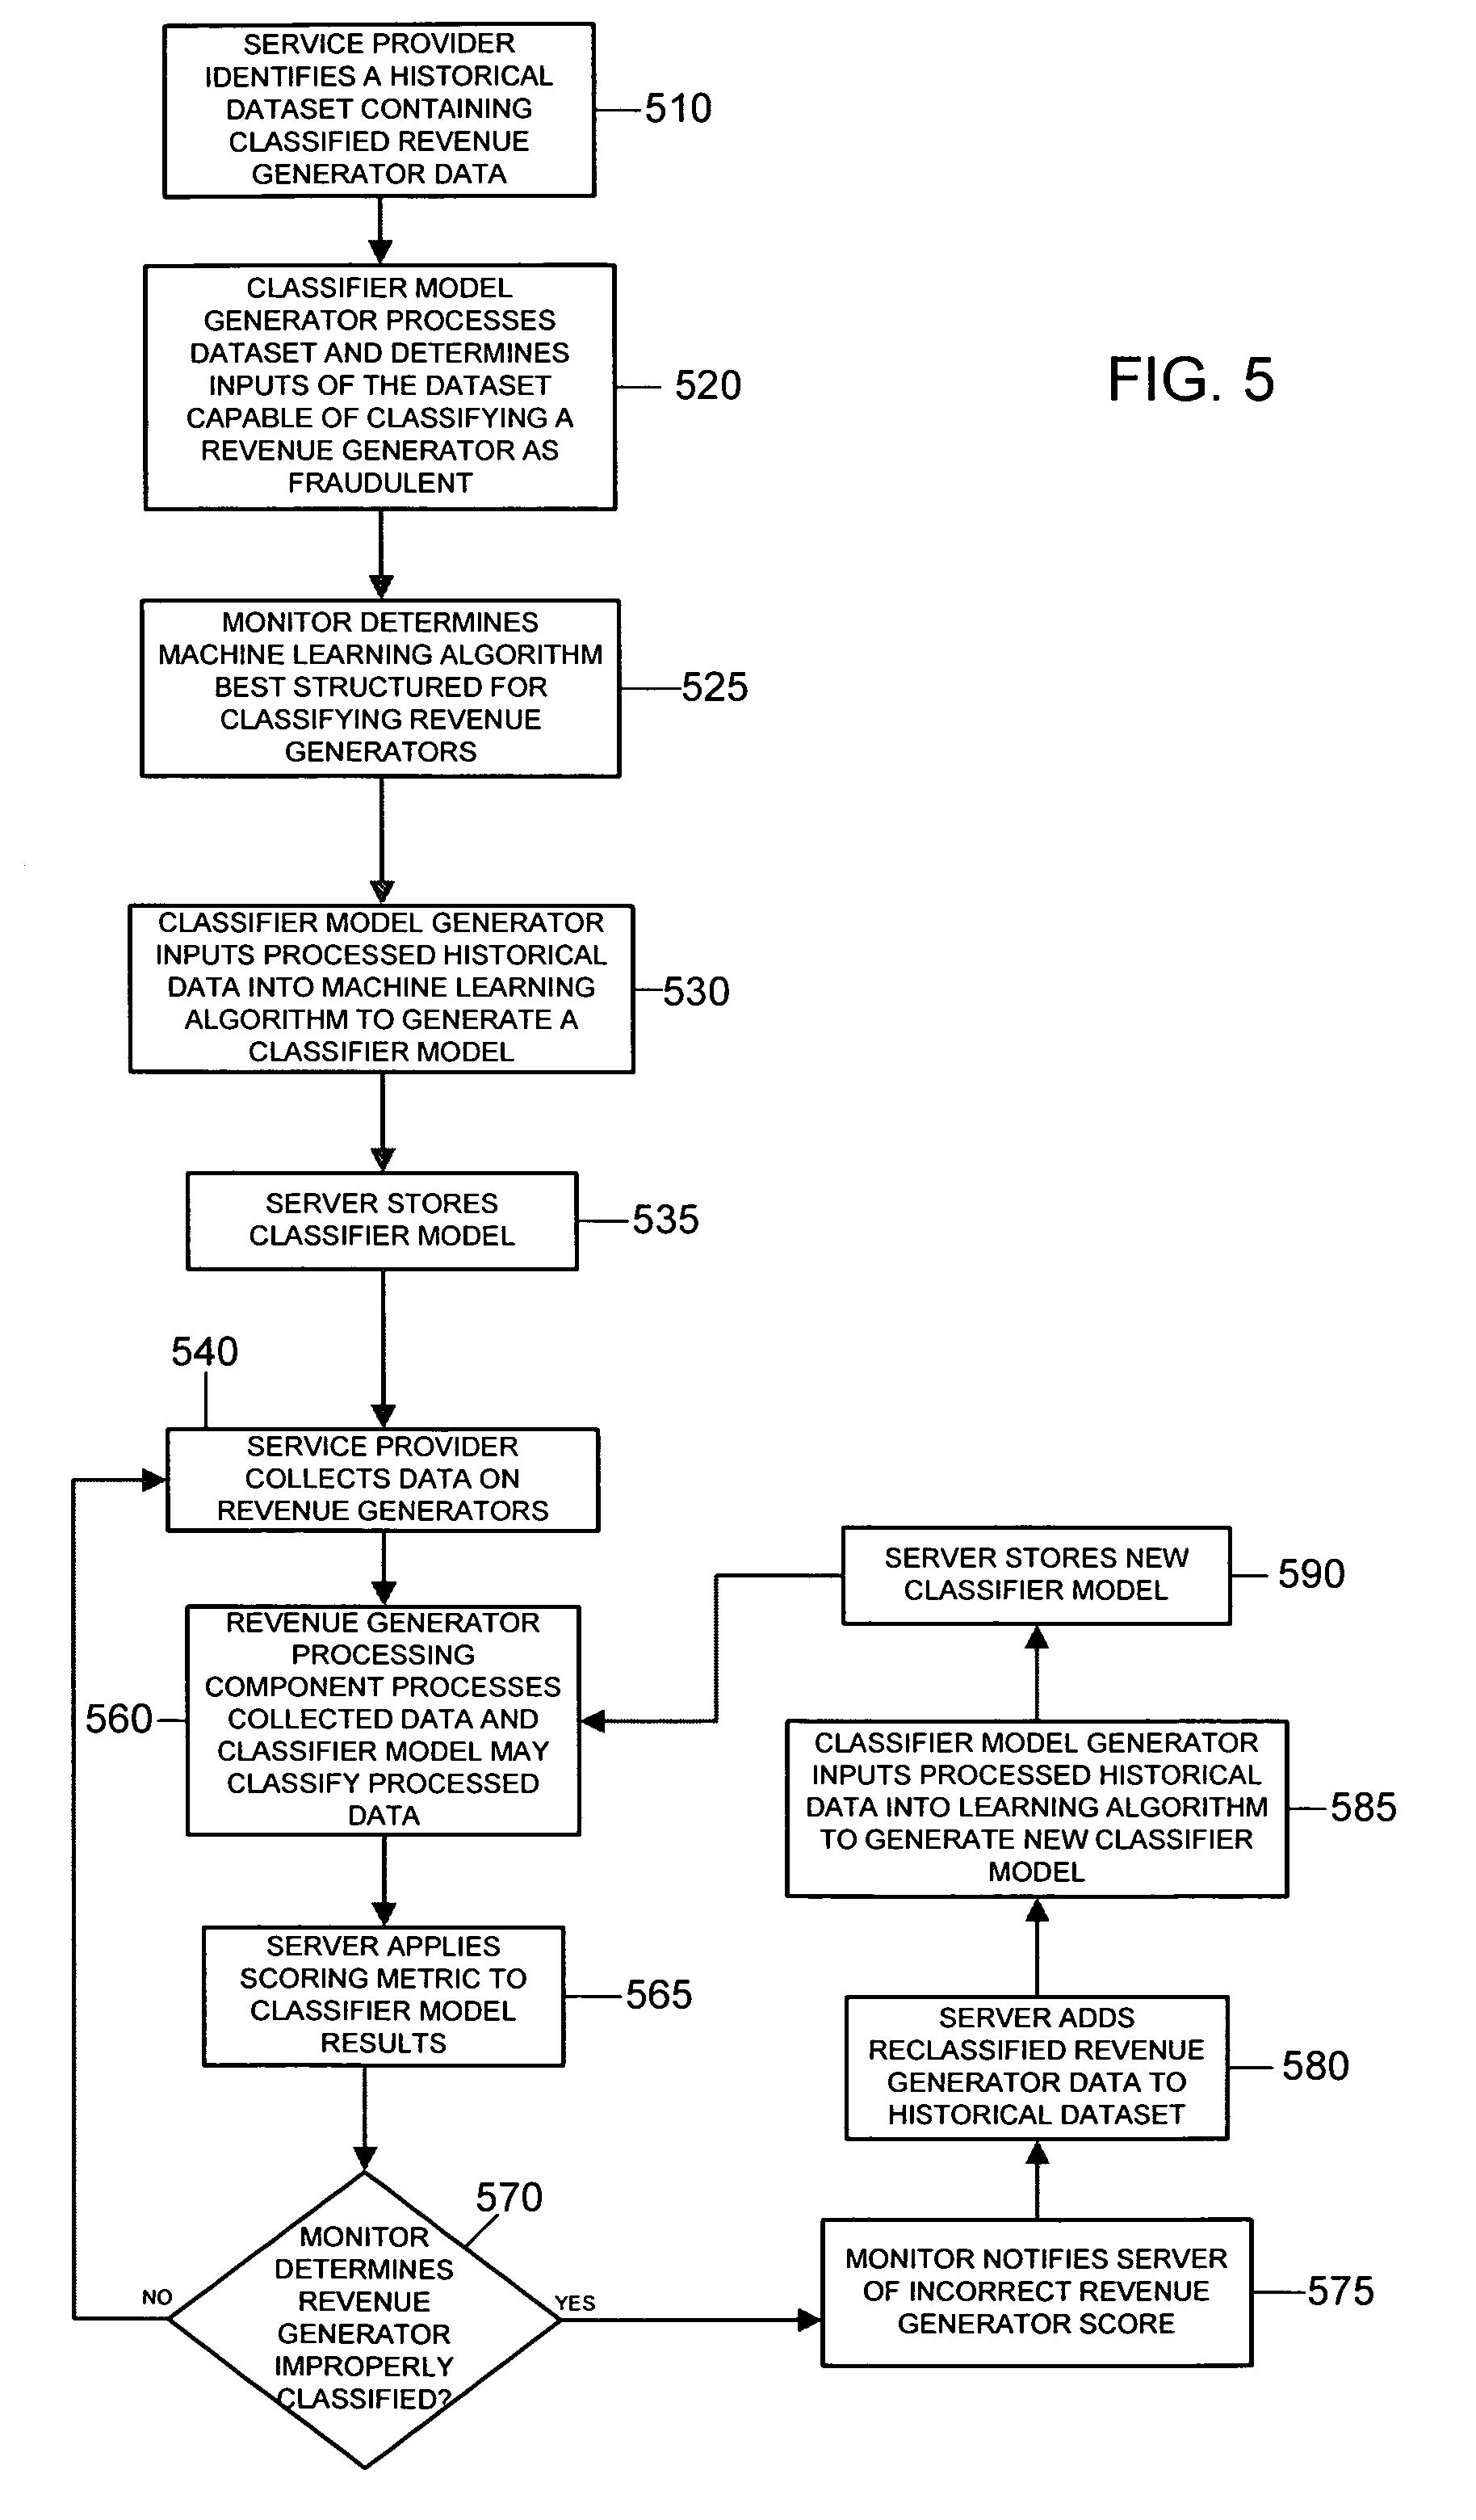 SERVICE PROVIDER
IDENTIFIES A HISTORICAL
DATASET CONTAINING
CLASSIFIED REVENUE
GENERATOR DATA
510
CLASSIFIER MODEL
GENERATOR PROCESSES
DATASET AND DETERMINES
INPUTS OF THE DATASET
CAPABLE OF CLASSIFYING A
REVENUE GENERATOR AS
FRAUDULENT
520
FIG. 5
MONITOR DETERMINES
MACHINE LEARNING ALGORITHM
BEST STRUCTURED FOR
CLASSIFYING REVENUE
GENERATORS
525
CLASSIFIER MODEL GENERATOR
INPUTS PROCESSED HISTORICAL
DATA INTO MACHINE LEARNING
ALGORITHM TO GENERATE A
CLASSIFIER MODEL
530
SERVER STORES
CLASSIFIER MODEL
535
540
SERVICE PROVIDER
COLLECTS DATA ON
REVENUE GENERATORS
REVENUE GENERATOR
PROCESSING
COMPONENT PROCESSES
COLLECTED DATA AND
CLASSIFIER MODEL MAY
CLASSIFY PROCESSED
DATA
560
SERVER APPLIES
SCORING METRIC TO
CLASSIFIER MODEL
RESULTS
565
570
MONITOR
DETERMINES
REVENUE
GENERATOR
IMPROPERLY
CLASSIFIED?
NO
YES
MONITOR NOTIFIES SERVER
OF INCORRECT REVENUE
GENERATOR SCORE
575
SERVER ADDS
RECLASSIFIED REVENUE
GENERATOR DATA TO
HISTORICAL DATASET
580
CLASSIFIER MODEL GENERATOR
INPUTS PROCESSED HISTORICAL
DATA INTO LEARNING ALGORITHM
TO GENERATE NEW CLASSIFIER
MODEL
585
SERVER STORES NEW
CLASSIFIER MODEL
590